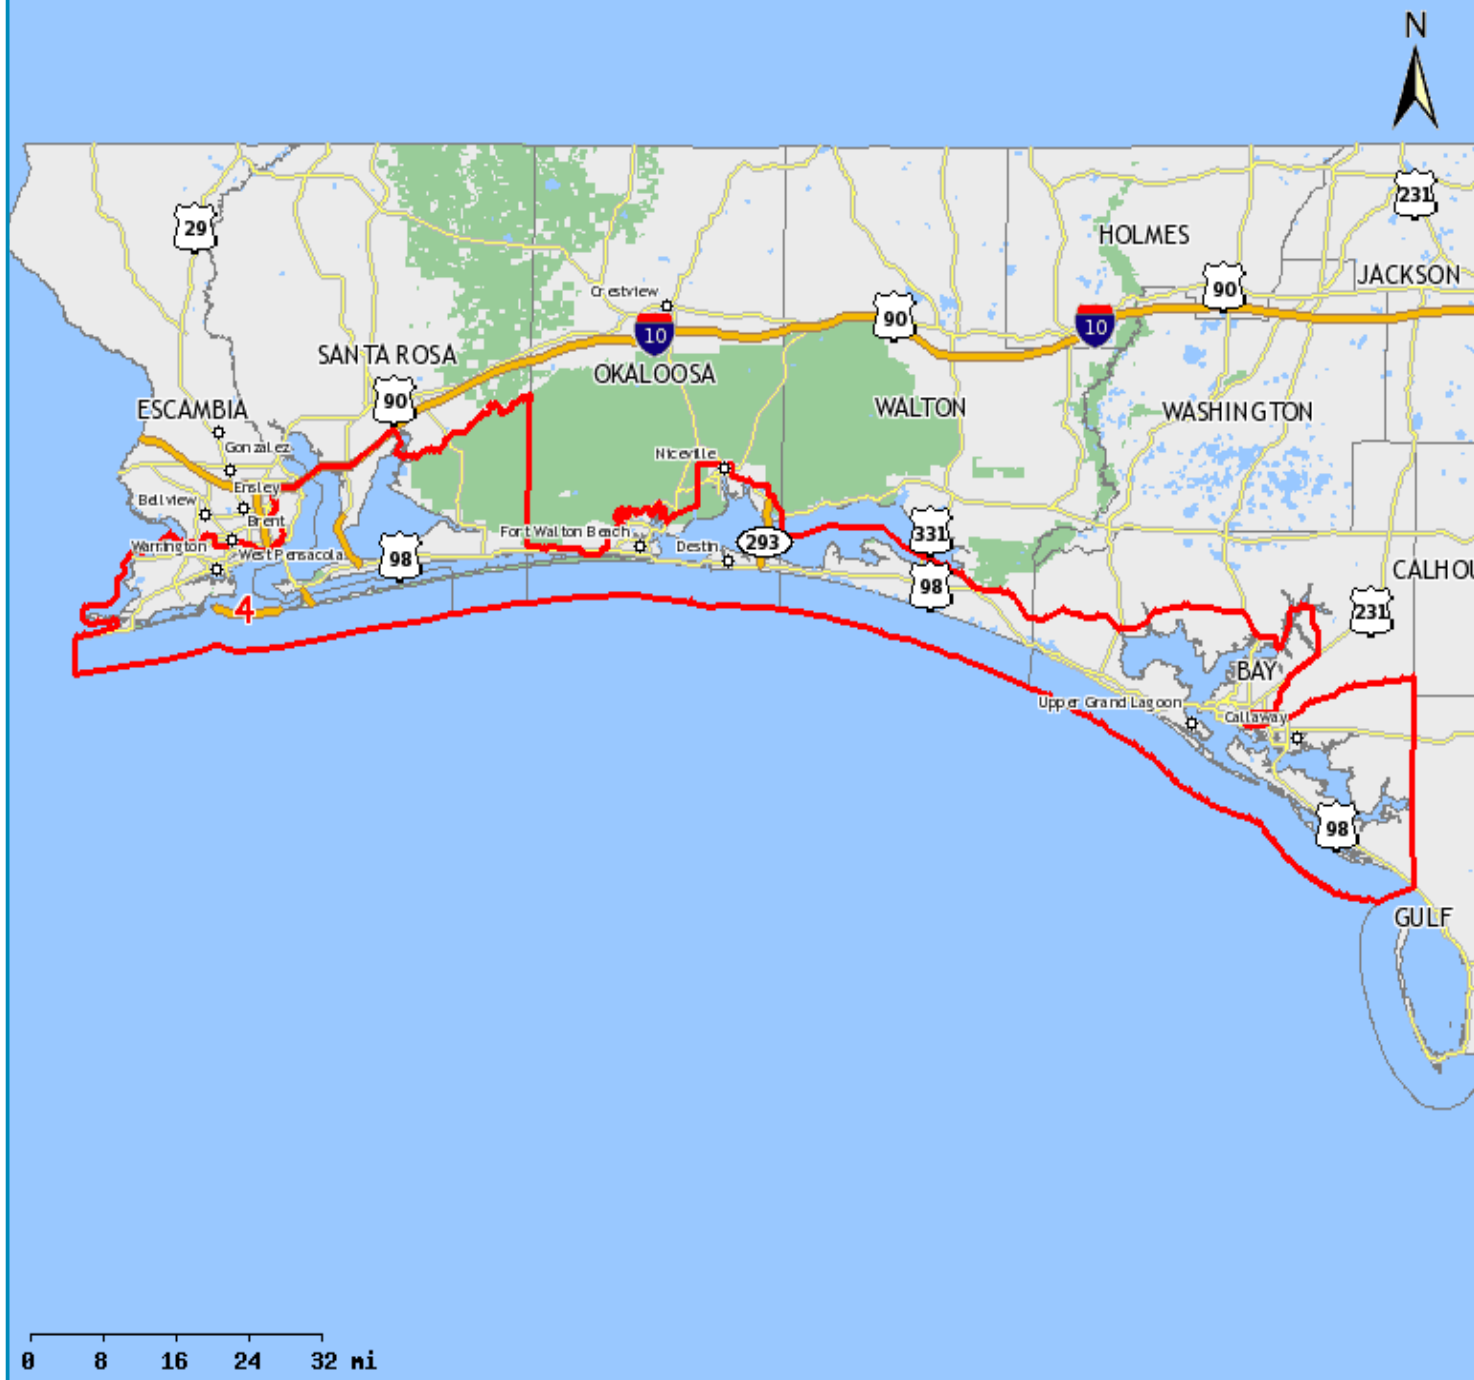 N
231
29
HOLMES
JACKSON
90
Crestview
90
10
10
SANTA ROSA
OKALOOSA
90
ESCAMBIA
WALTON
WASHINGTON
Gonzalez
Niceville
Ensley
Bellview
Brent
Fort Walton Beach
331
Warrington
West Pensacola
98
Destin
293
CALHOU
98
231
4
BAY
Upper Grand Lagoon
Callaway
98
GULF
0 8 16 24 32 mi